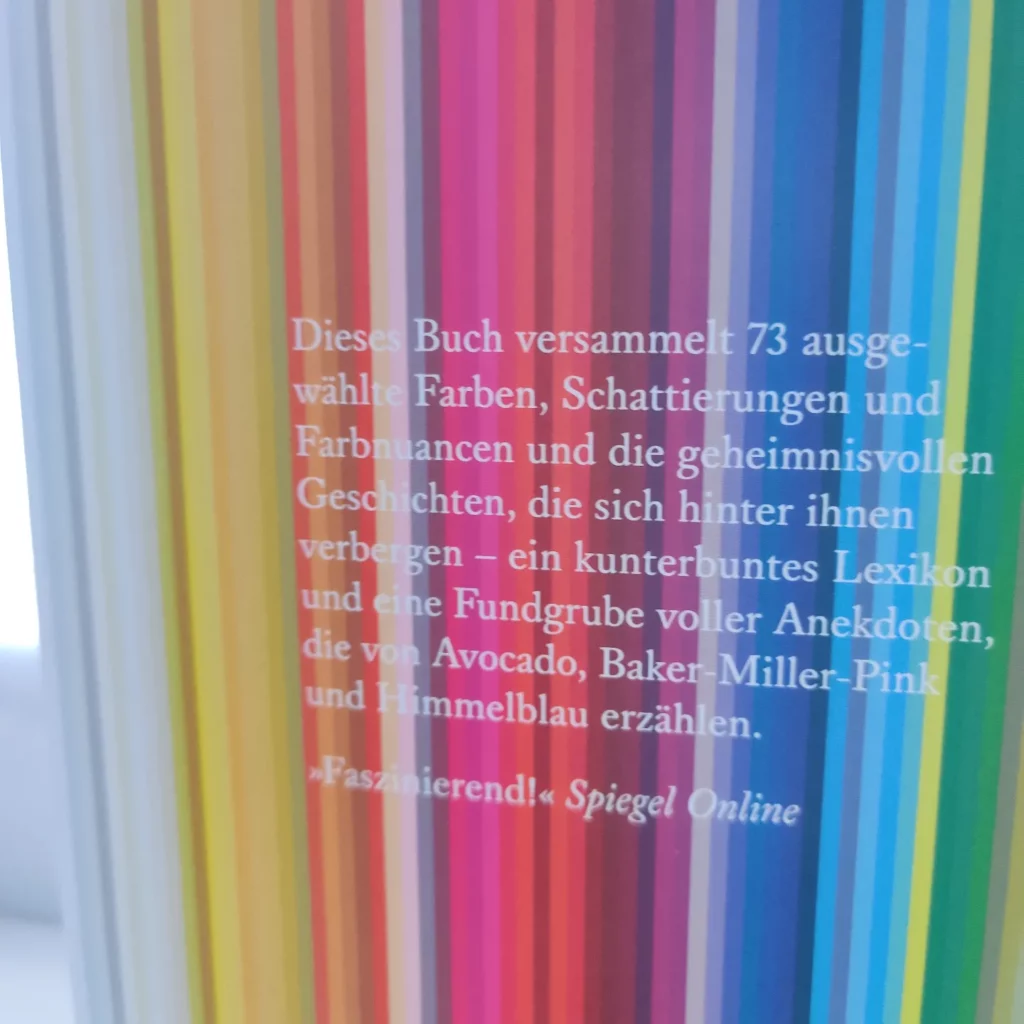 Dieses Buch versammelt 73 ausge-
wählte Farben, Schattierungen und
Farbnuancen und die geheimnisvollen
Geschichten, die sich hinter ihnen
verbergen – ein kunterbuntes Lexikon
und eine Fundgrube voller Anekdoten,
die von Avocado, Baker-Miller-Pink
und Himmelblau erzählen.
»Faszinierend!« Spiegel Online